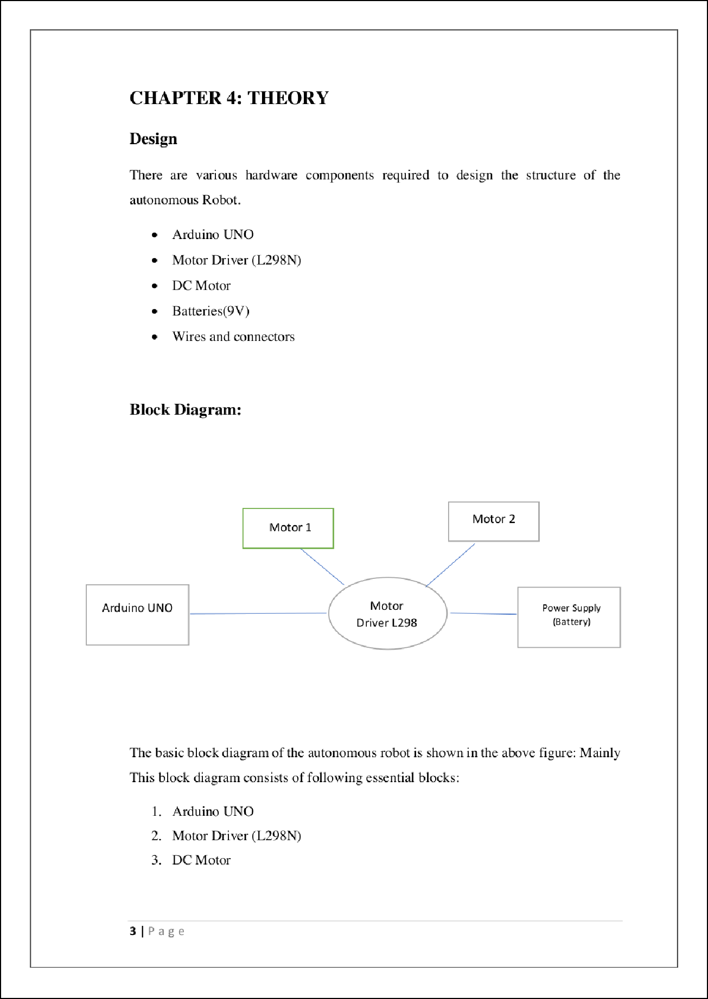 CHAPTER 4: THEORY
Design
There are various hardware components required to design the structure of the
autonomous Robot.
• Arduino UNO
• Motor Driver (L298N)
• DC Motor
• Batteries(9V)
• Wires and connectors
Block Diagram:
Motor 1
Motor 2
Arduino UNO
Motor
Driver L298
Power Supply
(Battery)
The basic block diagram of the autonomous robot is shown in the above figure: Mainly
This block diagram consists of following essential blocks:
1. Arduino UNO
2. Motor Driver (L298N)
3. DC Motor
3 | Page